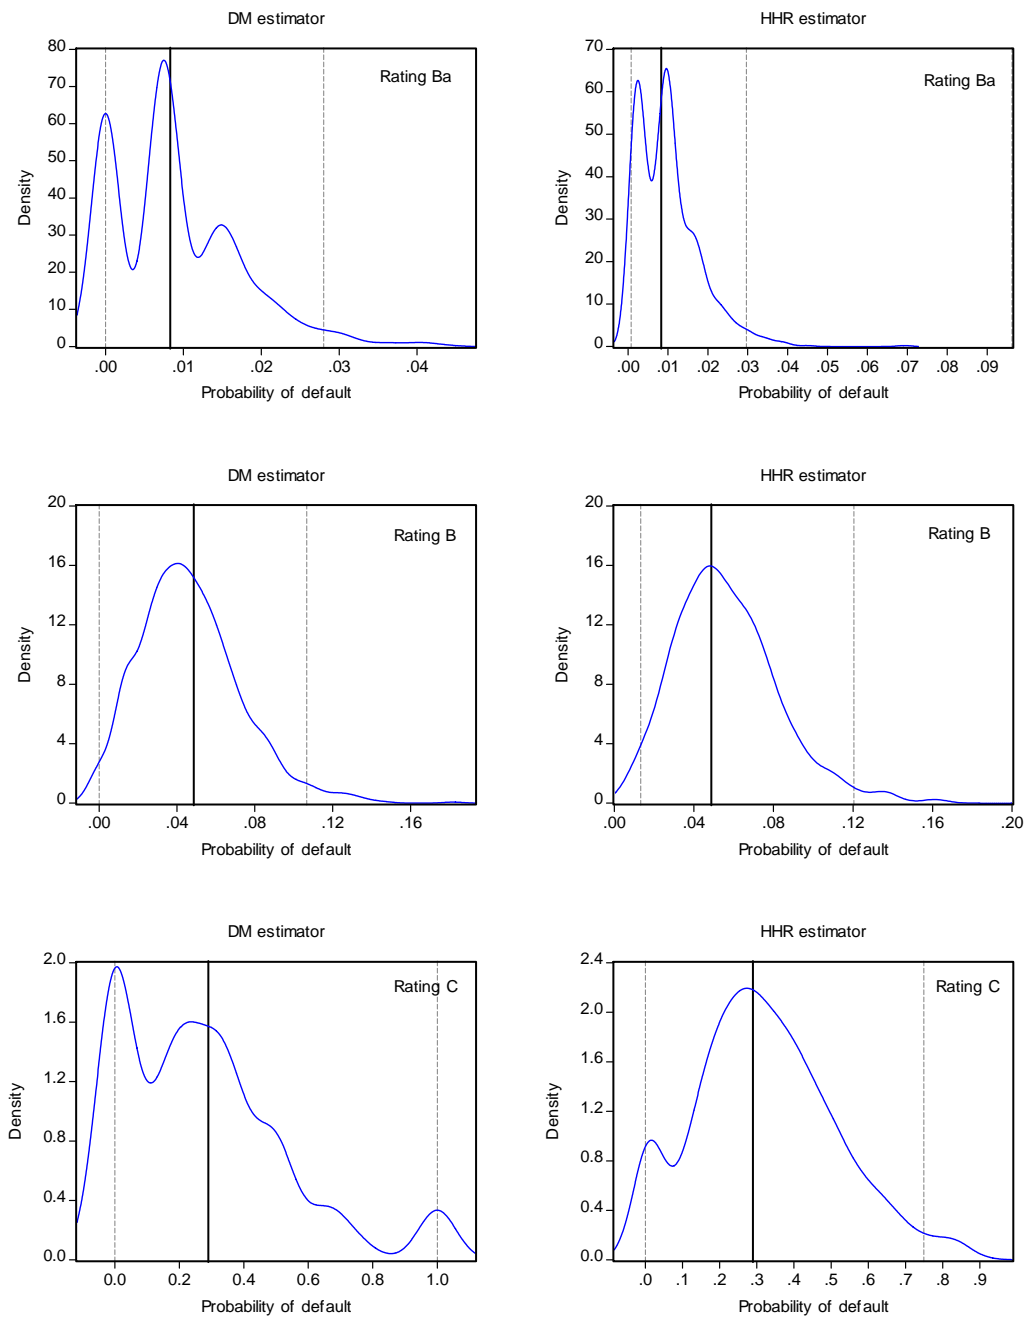 DM estimator
80
70
60
50
40
30
20
10
0
Density
Rating Ba
.00 .01 .02 .03 .04
Probability of default
HHR estimator
70
60
50
40
30
20
10
0
Density
Rating Ba
.00 .01 .02 .03 .04 .05 .06 .07 .08 .09
Probability of default
DM estimator
20
16
12
8
4
0
Density
Rating B
.00 .04 .08 .12 .16
Probability of default
HHR estimator
20
16
12
8
4
0
Density
Rating B
.00 .04 .08 .12 .16 .20
Probability of default
DM estimator
2.0
1.6
1.2
0.8
0.4
0.0
Density
Rating C
0.0 0.2 0.4 0.6 0.8 1.0
Probability of default
HHR estimator
2.4
2.0
1.6
1.2
0.8
0.4
0.0
Density
Rating C
.0 .1 .2 .3 .4 .5 .6 .7 .8 .9
Probability of default